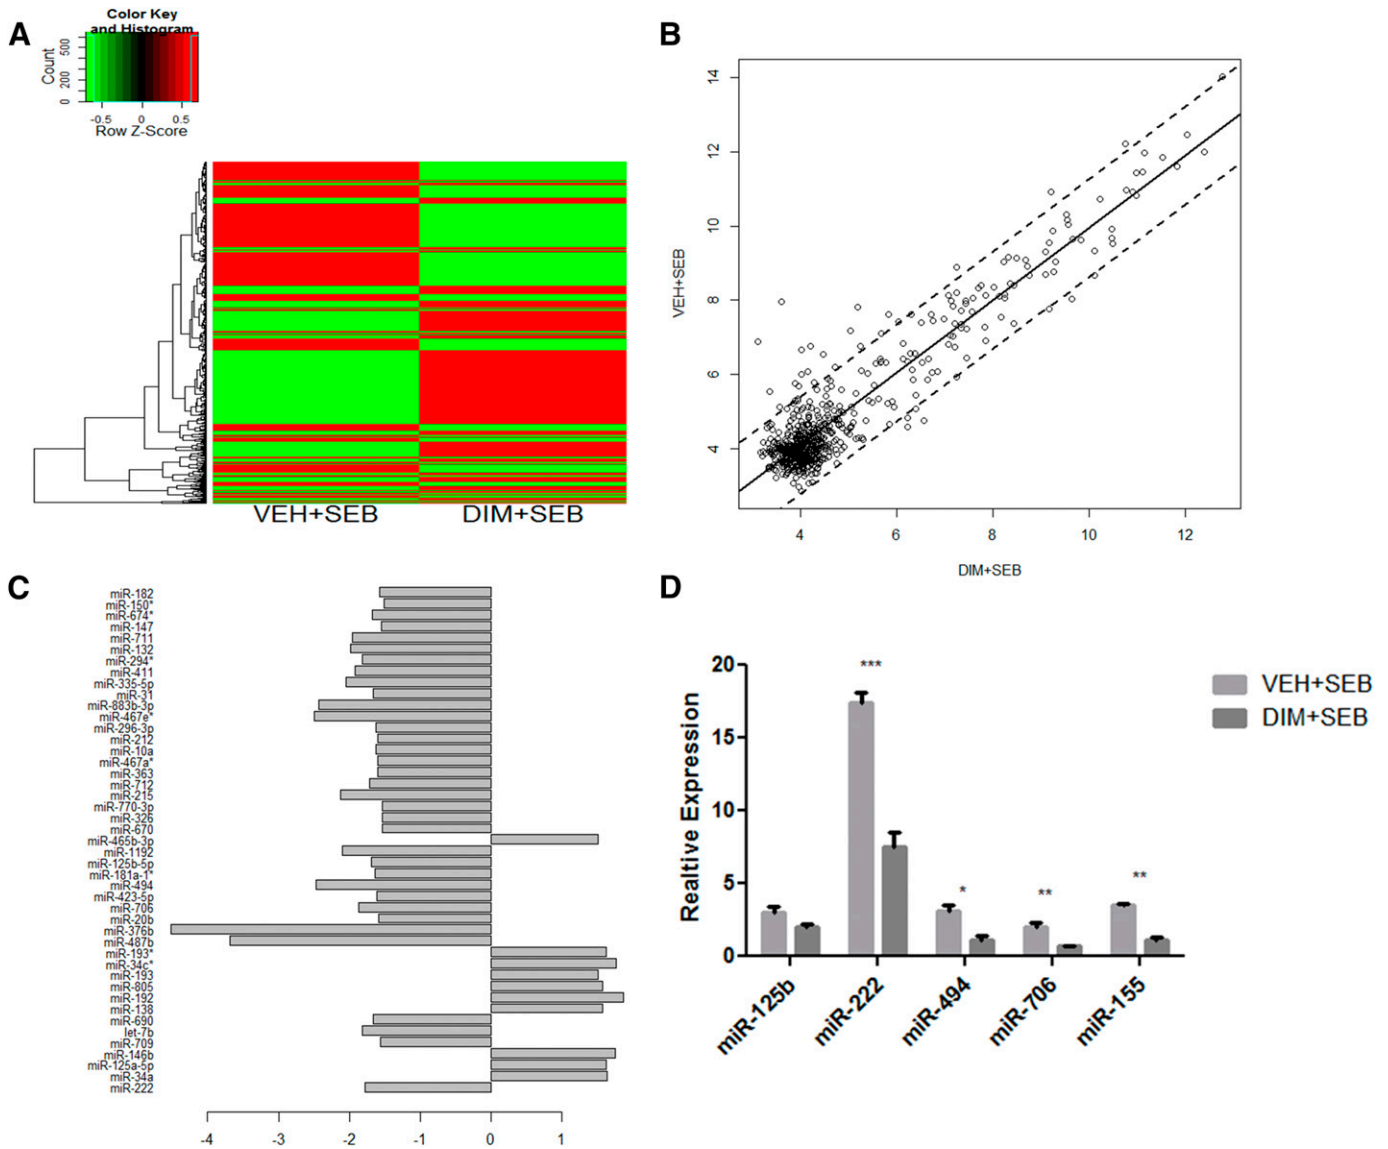 A
Color Key
and Histogram
Count
0 200 500
-0.5 0 0.5
Row Z-Score
VEH+SEB DIM+SEB
B
VEH+SEB
14
12
10
8
6
4
4 6 8 10 12
DIM+SEB
C
miR-182
miR-150*
miR-674*
miR-147
miR-711
miR-132
miR-294*
miR-411
miR-335-5p
miR-31
miR-883b-3p
miR-467e*
miR-296-3p
miR-212
miR-10a
miR-467a*
miR-363
miR-712
miR-215
miR-770-3p
miR-326
miR-670
miR-465b-3p
miR-1192
miR-125b-5p
miR-181a-1*
miR-494
miR-423-5p
miR-706
miR-20b
miR-376b
miR-487b
miR-193*
miR-34c*
miR-193
miR-805
miR-192
miR-138
miR-690
let-7b
miR-709
miR-146b
miR-125a-5p
miR-34a
miR-222
-4 -3 -2 -1 0 1
D
Realtive Expression
20
15
10
5
0
***
*
**
**
miR-125b
miR-222
miR-494
miR-706
miR-155
VEH+SEB
DIM+SEB